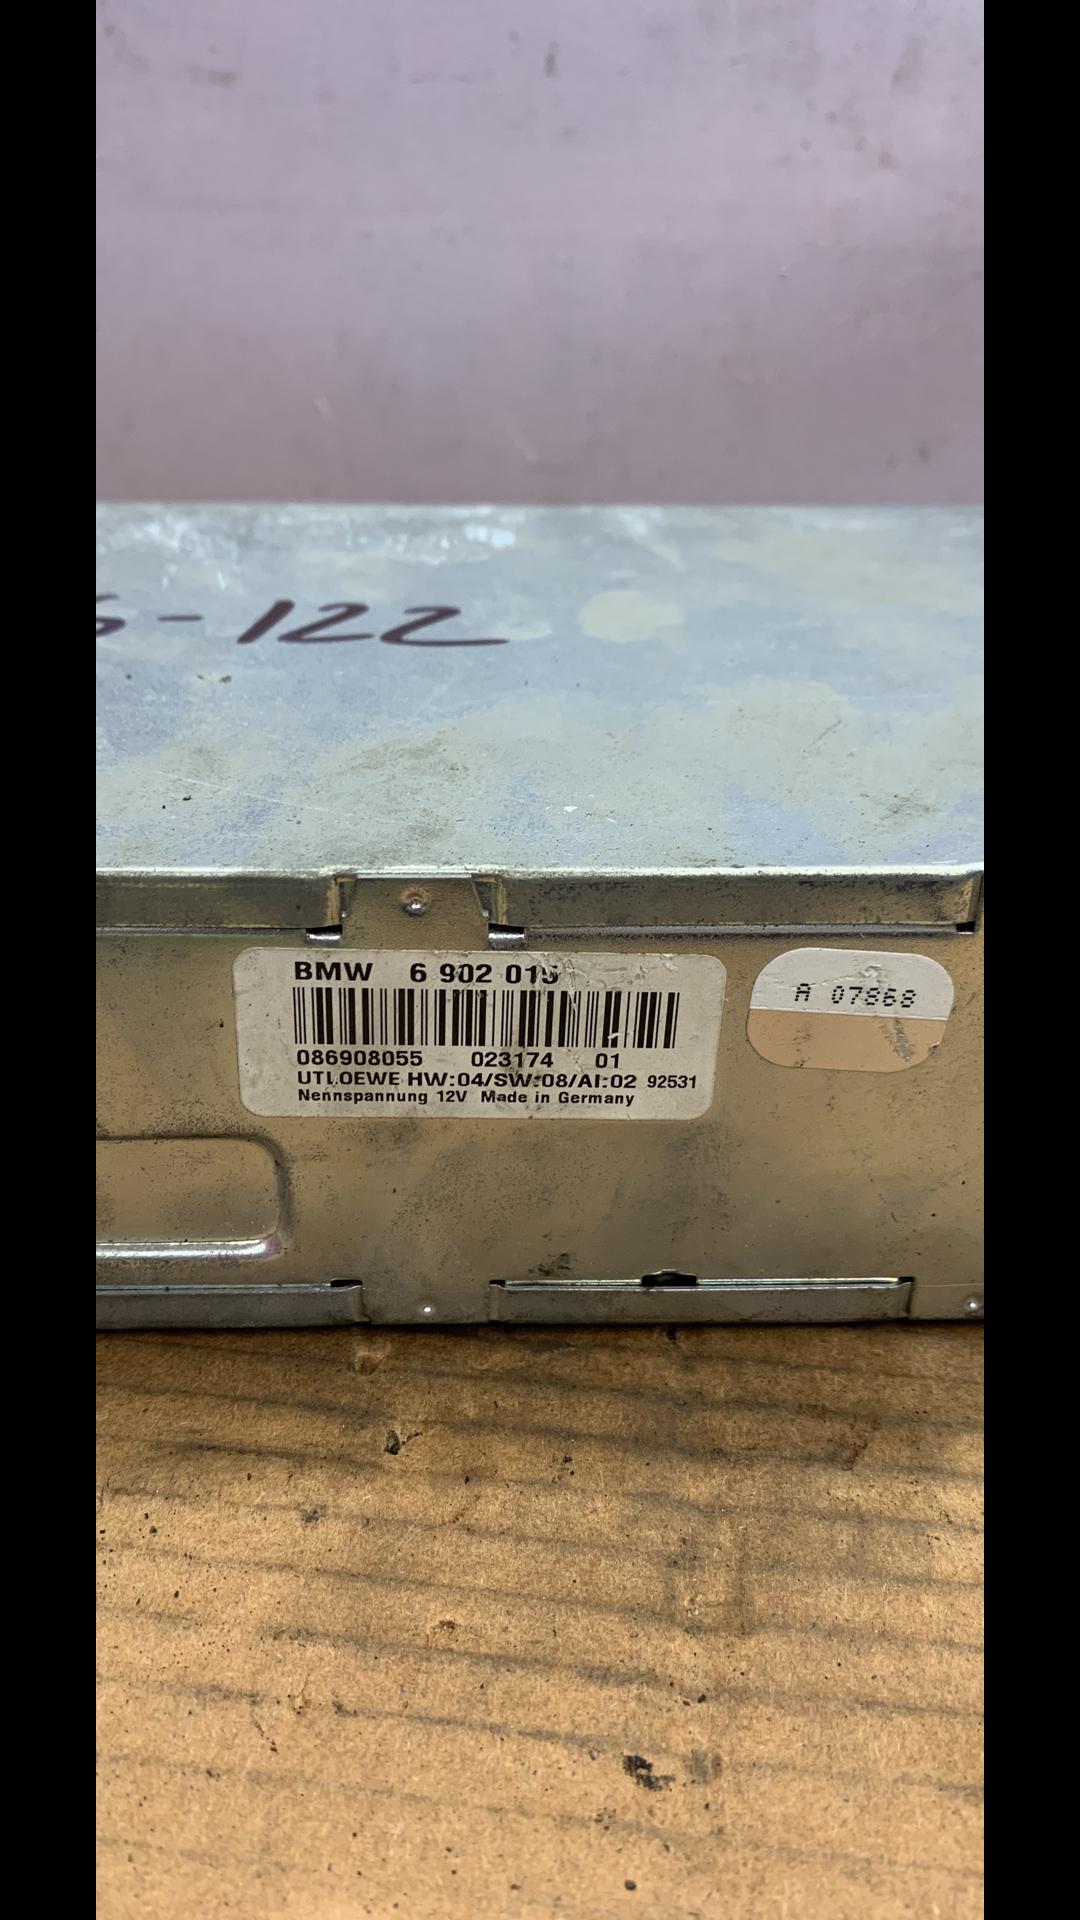 -122
BMW 6 902 015
A 07868
086908055 023174 01
UTLOEWE HW:04/SW:08/AI:02 92531
Nennspannung 12V Made in Germany